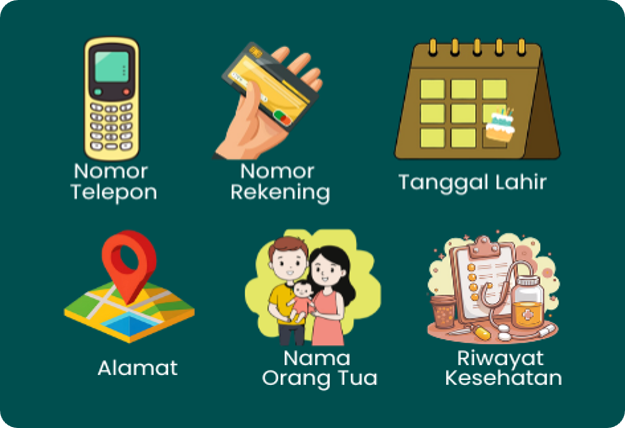 Nomor
Telepon
Nomor
Rekening
Tanggal Lahir
Alamat
Nama
Orang Tua
Riwayat
Kesehatan